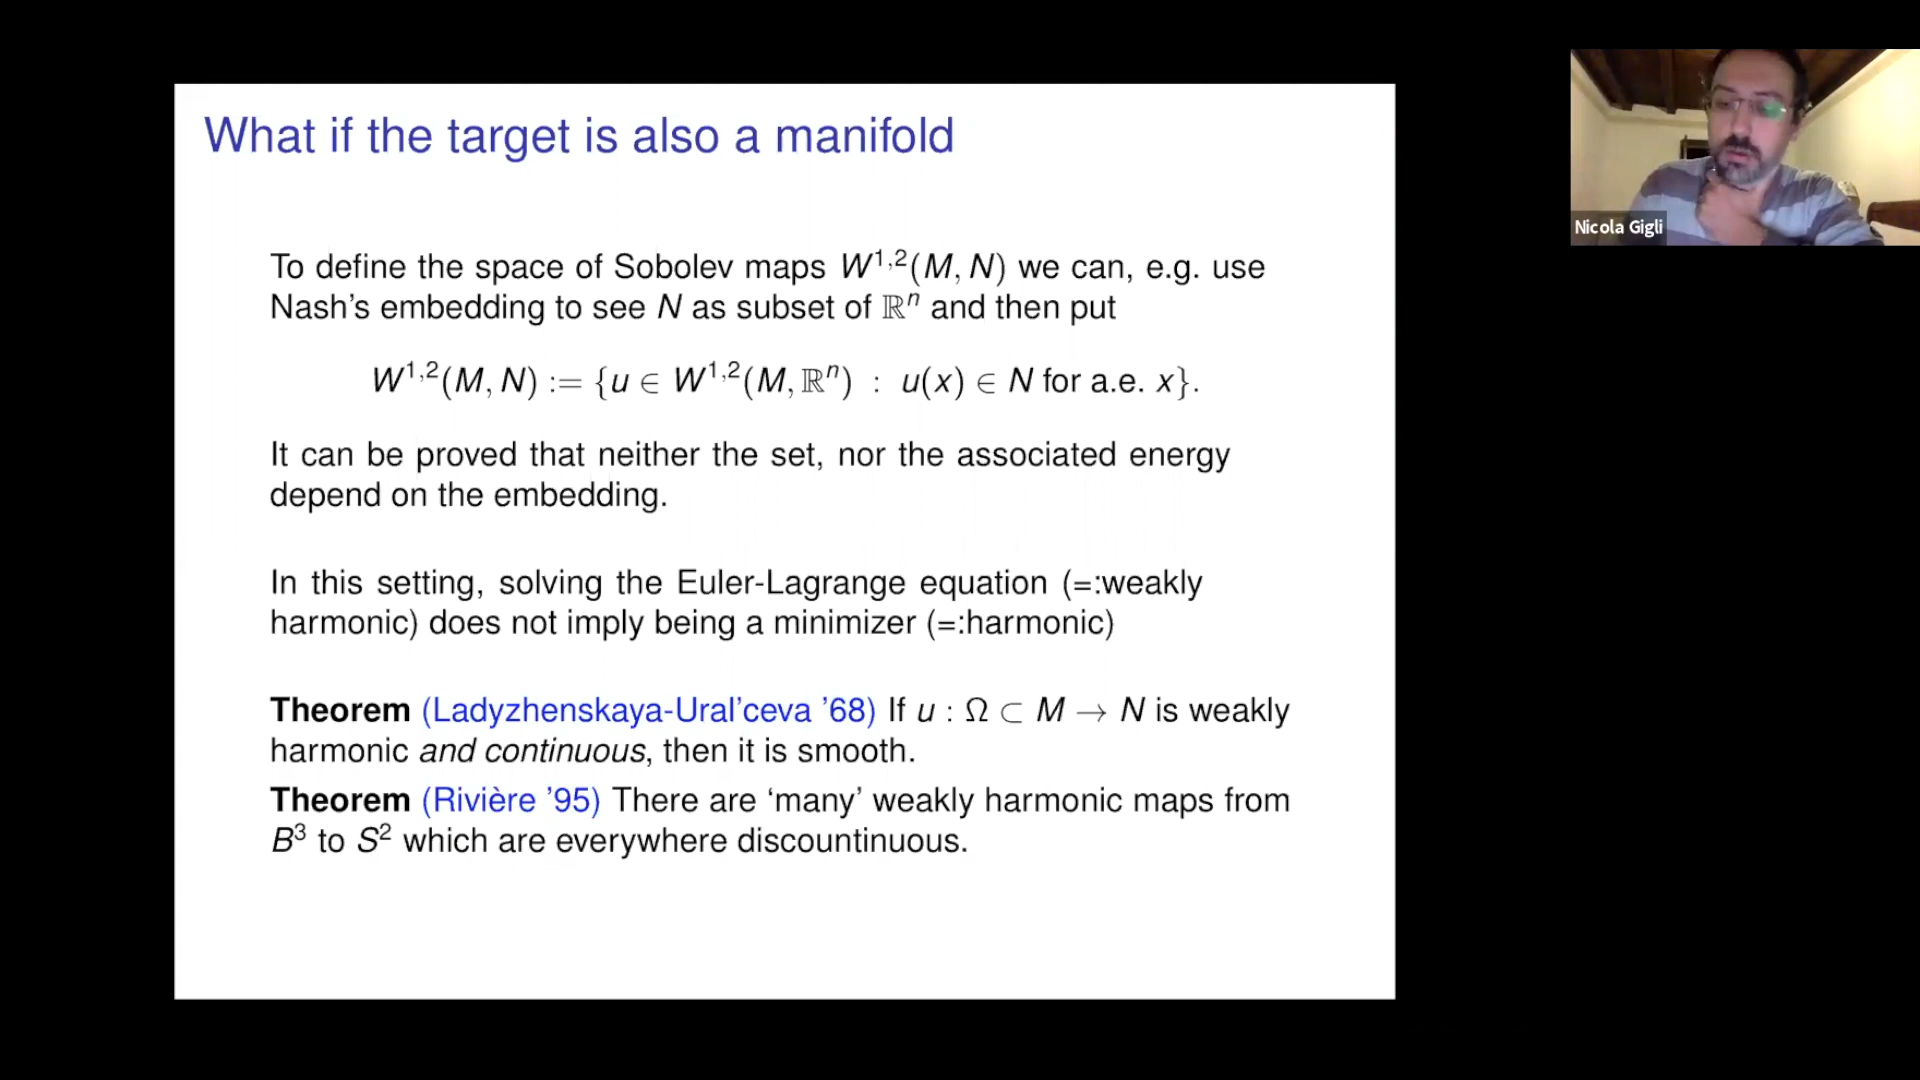 What if the target is also a manifold
Nicola Gigli
To define the space of Sobolev maps W^{1,2}(M, N) we can, e.g. use
Nash's embedding to see N as subset of ℝ^n and then put
W^{1,2}(M, N) := {u ∈ W^{1,2}(M, ℝ^n) : u(x) ∈ N for a.e. x}.
It can be proved that neither the set, nor the associated energy
depend on the embedding.
In this setting, solving the Euler-Lagrange equation (=:weakly
harmonic) does not imply being a minimizer (=:harmonic)
Theorem (Ladyzhenskaya-Ural'ceva '68) If u : Ω ⊂ M → N is weakly
harmonic and continuous, then it is smooth.
Theorem (Rivière '95) There are 'many' weakly harmonic maps from
B³ to S² which are everywhere discountinuous.